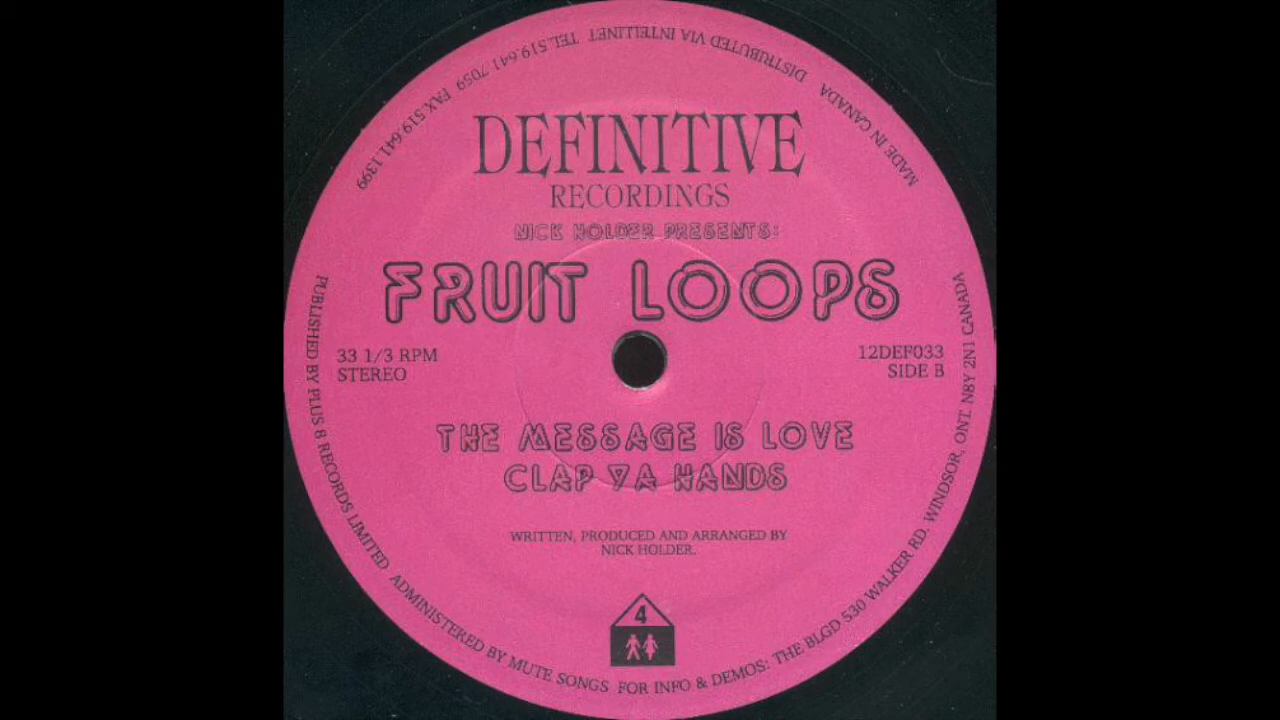 MADE IN CANADA DISTRIBUTED VIA INTELLINET TEL.519.641.7059 FAX.519.641.1399
DEFINITIVE
RECORDINGS
NICK HOLDER PRESENTS:
FRUIT LOOPS
33 1/3 RPM
STEREO
12DEF033
SIDE B
THE MESSAGE IS LOVE
CLAP YA HANDS
WRITTEN, PRODUCED AND ARRANGED BY
NICK HOLDER.
4
PUBLISHED BY PLUS 8 RECORDS LIMITED ADMINISTERED BY MUTE SONGS FOR INFO & DEMOS: THE BLGD 530 WALKER RD. WINDSOR, ONT N8Y 2N1 CANADA